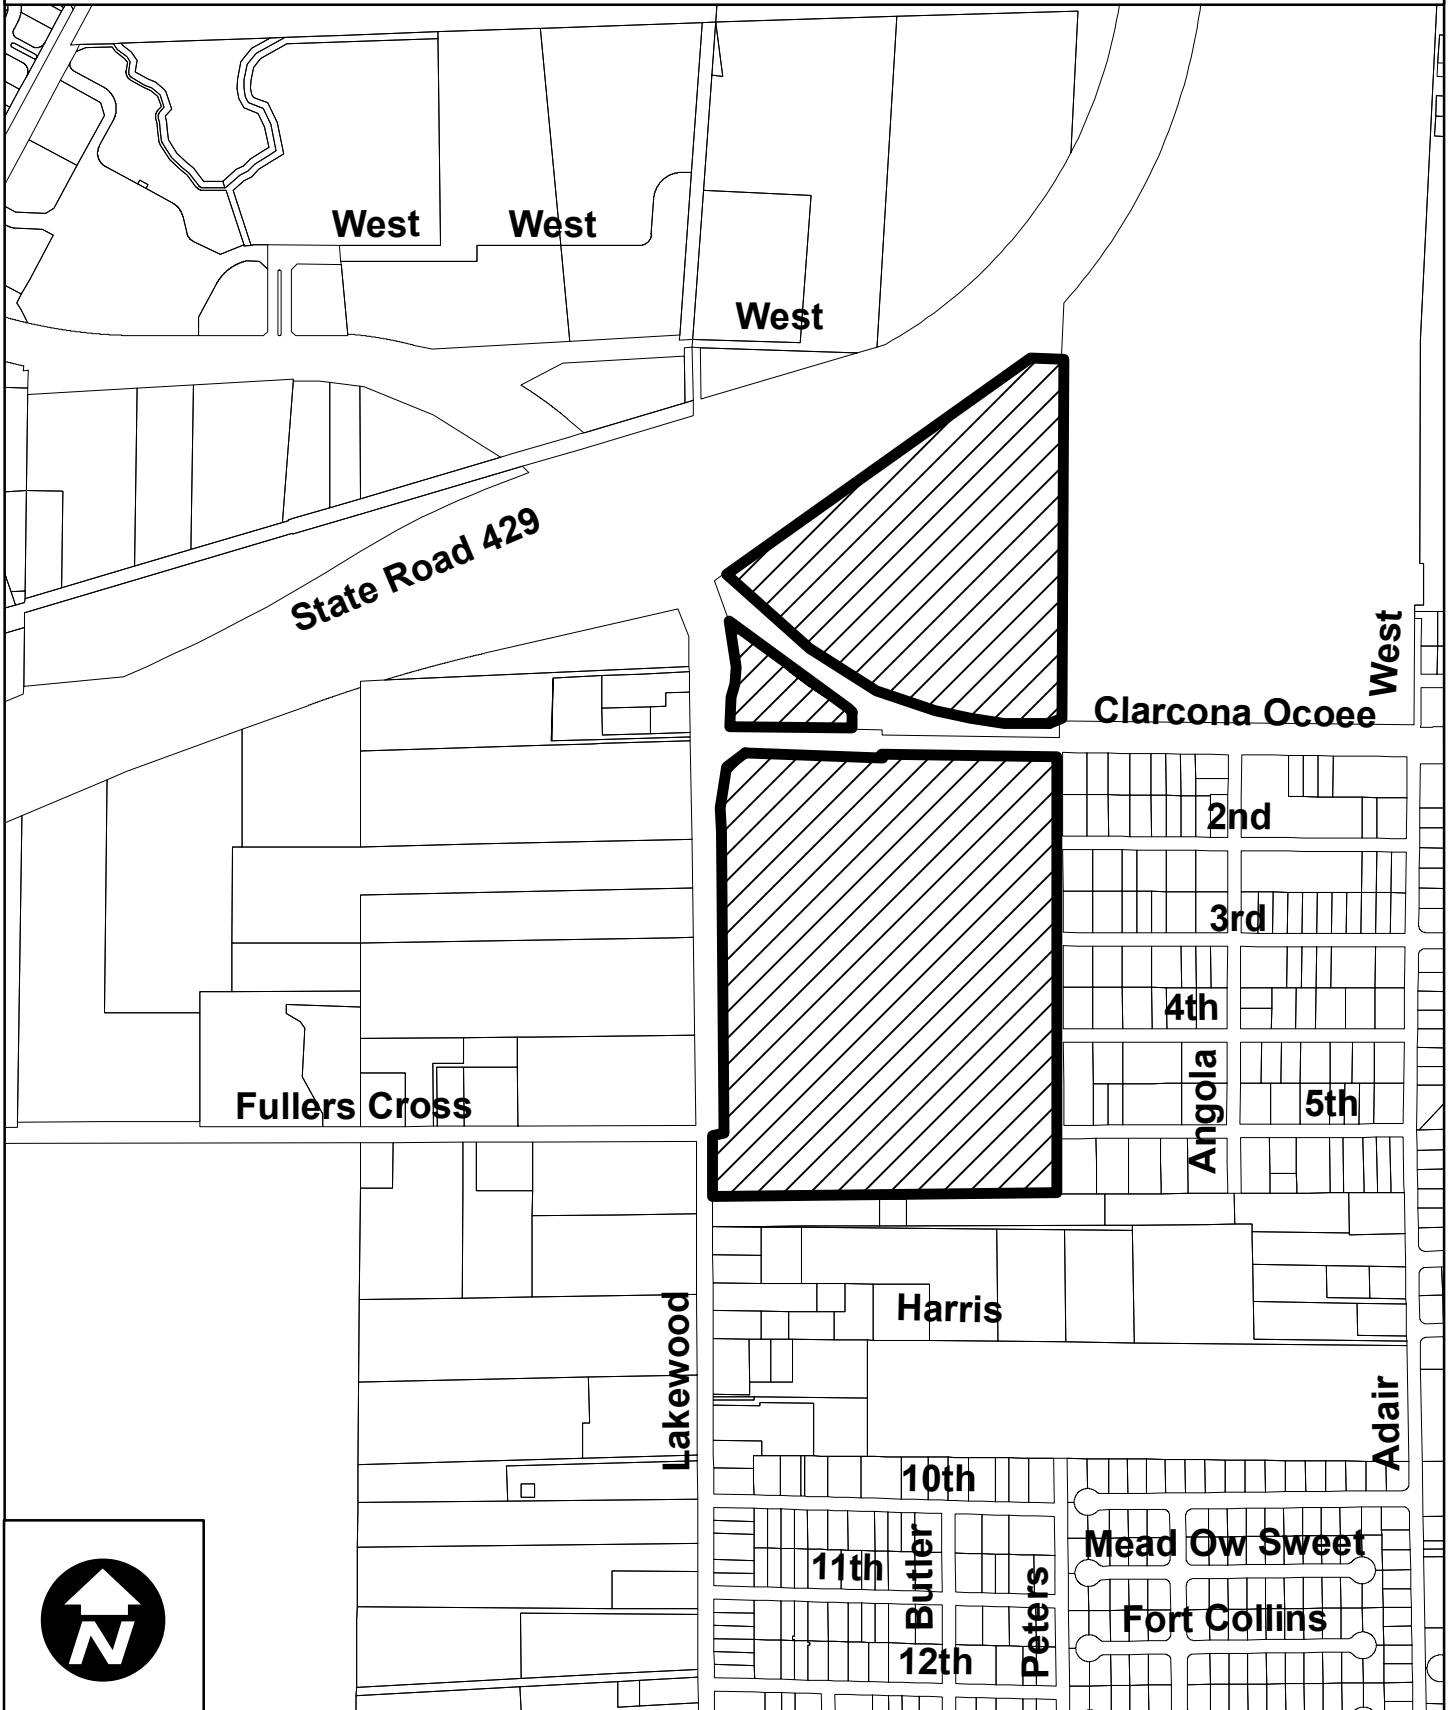 West
West
West
State Road 429
West
Clarcona Ocoee
2nd
3rd
4th
Angola
5th
Fullers Cross
Harris
Lakewood
Adair
10th
Mead Ow Sweet
11th
Butler
Peters
Fort Collins
12th
N